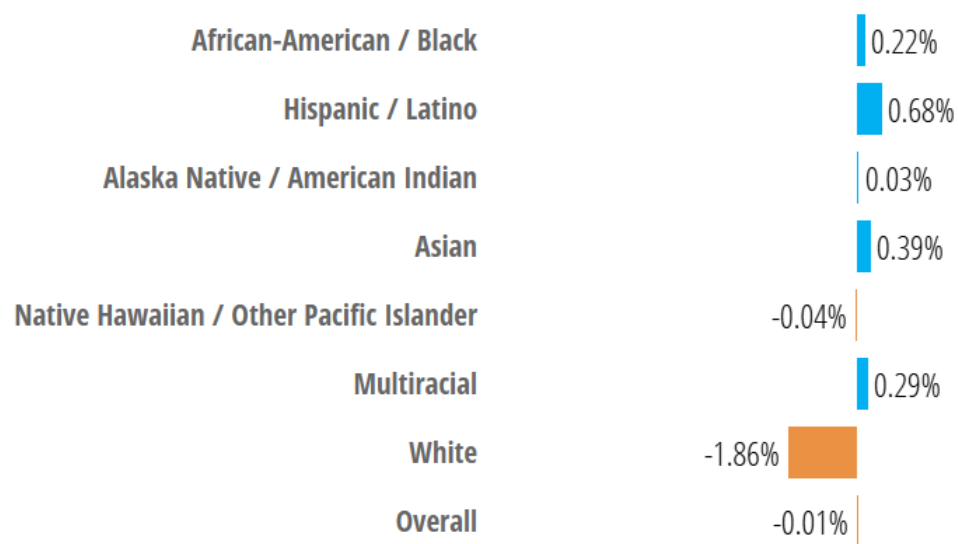 African-American / Black 0.22%
Hispanic / Latino 0.68%
Alaska Native / American Indian 0.03%
Asian 0.39%
Native Hawaiian / Other Pacific Islander -0.04%
Multiracial 0.29%
White -1.86%
Overall -0.01%